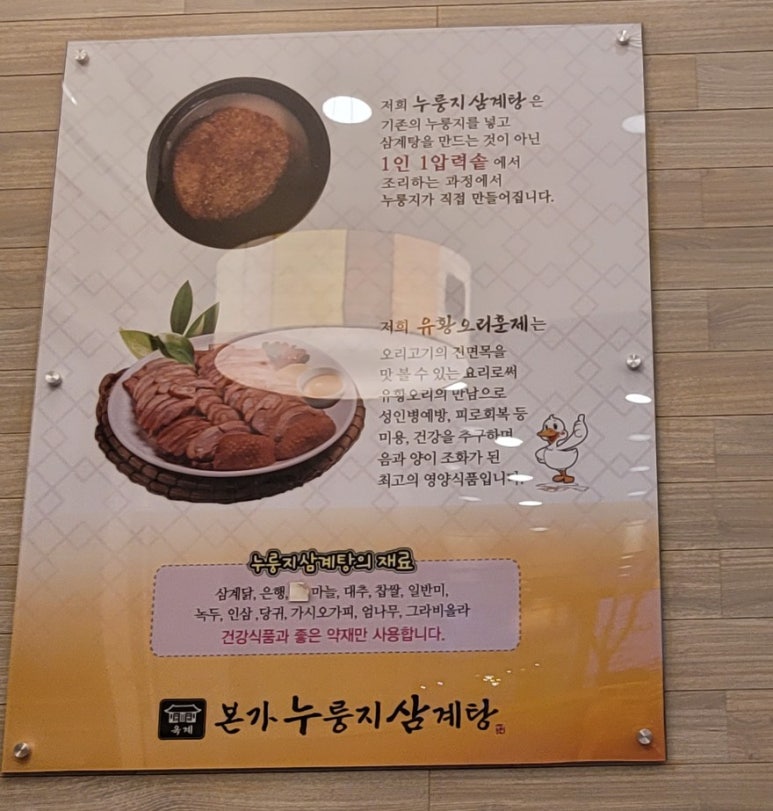 저희 누룽지삼계탕은
기존의 누룽지를 넣고
삼계탕을 만드는 것이 아닌
1인 1압력솥 에서
조리하는 과정에서
누룽지가 직접 만들어집니다.
저희 유황오리훈제는
오리고기의 진면목을
맛 볼 수 있는 요리로써
유황오리의 만남으로
성인병예방, 피로회복 등
미용, 건강을 추구하며
음과 양이 조화가 된
최고의 영양식품입니다.
누룽지삼계탕의 재료
삼계닭, 은행, 마늘, 대추, 찹쌀, 일반미,
녹두, 인삼, 당귀, 가시오가피, 엄나무, 그라비올라
건강식품과 좋은 약재만 사용합니다.
본가 누룽지삼계탕